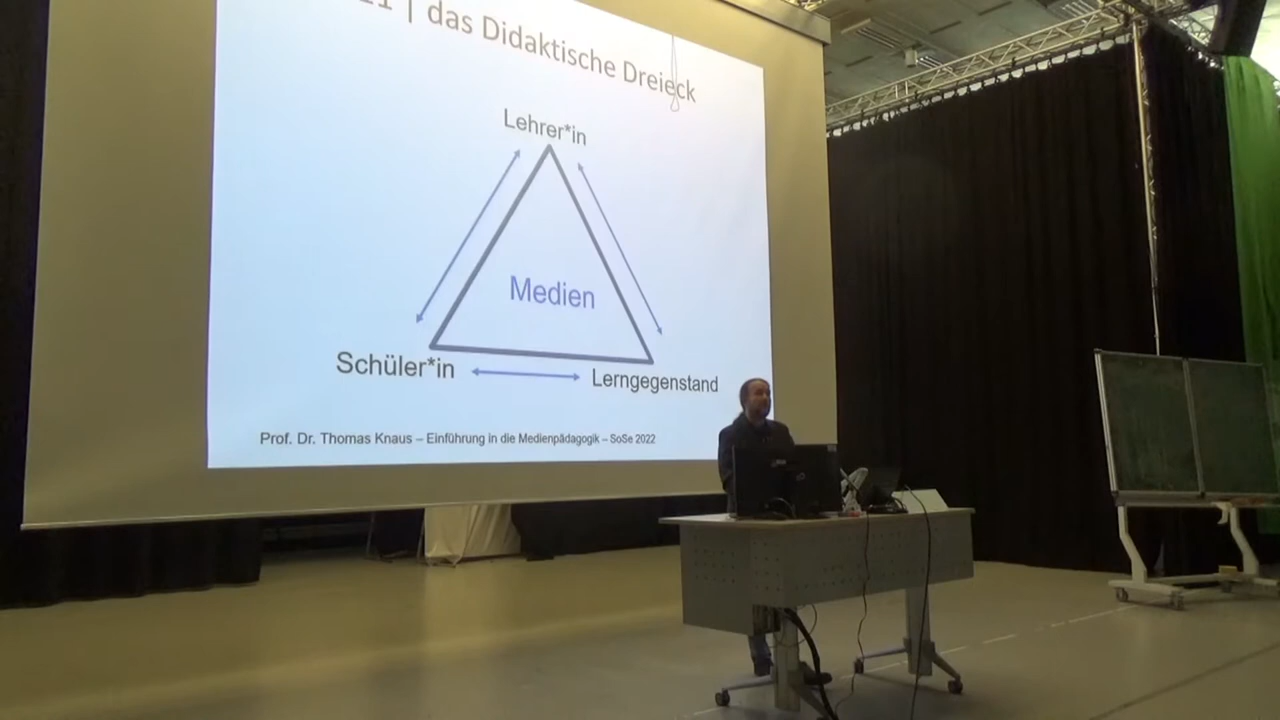 | das Didaktische Dreieck
Lehrer*in
Medien
Schüler*in
Lerngegenstand
Prof. Dr. Thomas Knaus – Einführung in die Medienpädagogik – SoSe 2022